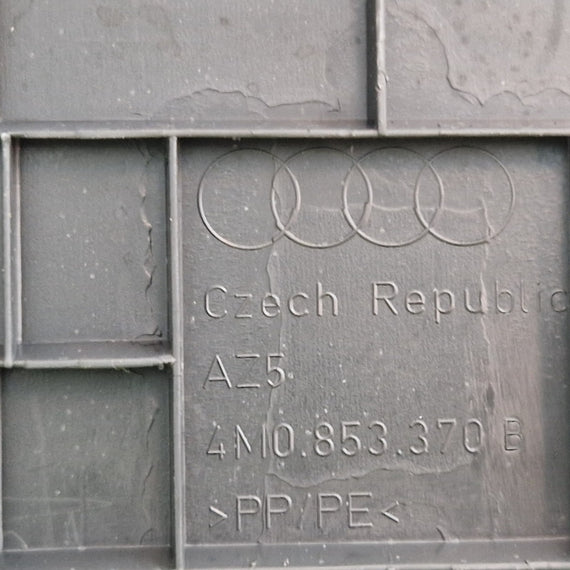 Czech Republic
AZ5
4M0.853.370 B
>PP/PE<